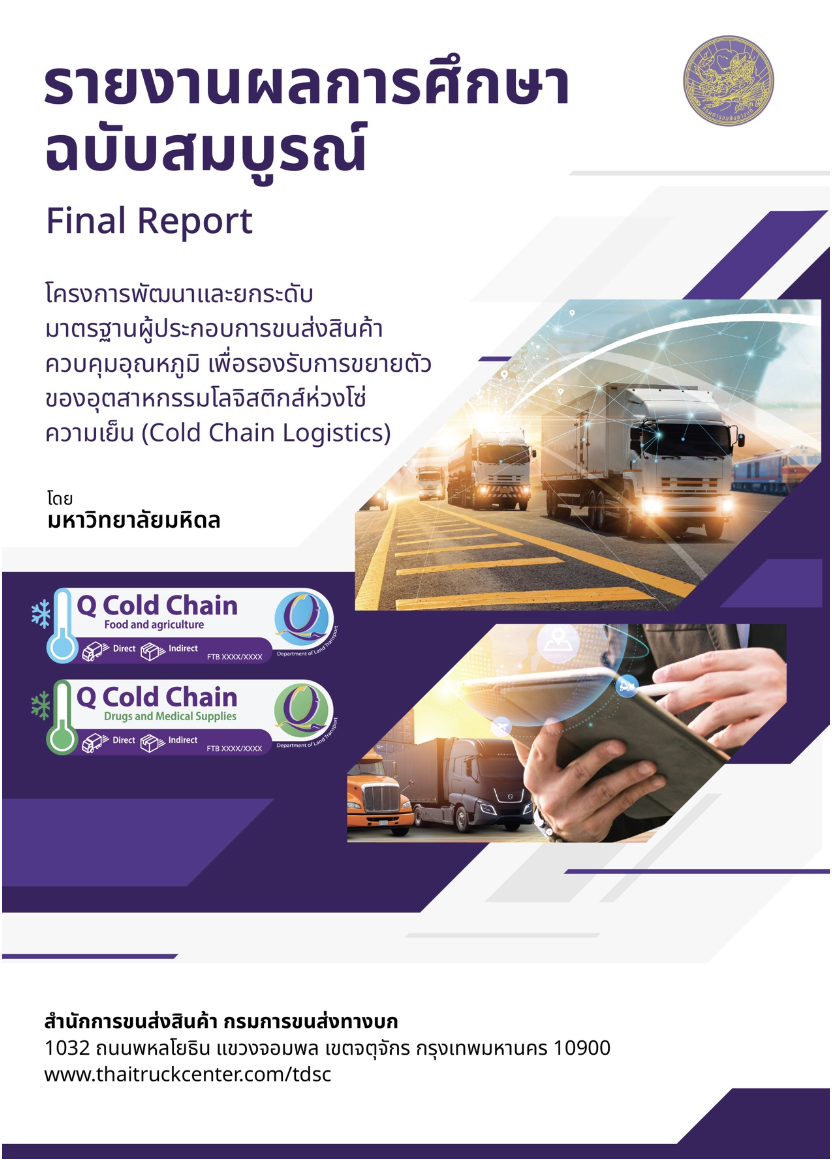 รายงานผลการศึกษา
ฉบับสมบูรณ์
Final Report
โครงการพัฒนาและยกระดับ
มาตรฐานผู้ประกอบการขนส่งสินค้า
ควบคุมอุณหภูมิ เพื่อรองรับการขยายตัว
ของอุตสาหกรรมโลจิสติกส์ห่วงโซ่
ความเย็น (Cold Chain Logistics)
โดย
มหาวิทยาลัยมหิดล
Q Cold Chain
Food and agriculture
Direct Indirect
FTB XXXX/XXXX
Department of Land Transport
Q Cold Chain
Drugs and Medical Supplies
Direct Indirect
FTB XXXX/XXXX
Department of Land Transport
สำนักการขนส่งสินค้า กรมการขนส่งทางบก
1032 ถนนพหลโยธิน แขวงจอมพล เขตจตุจักร กรุงเทพมหานคร 10900
www.thaitruckcenter.com/tdsc